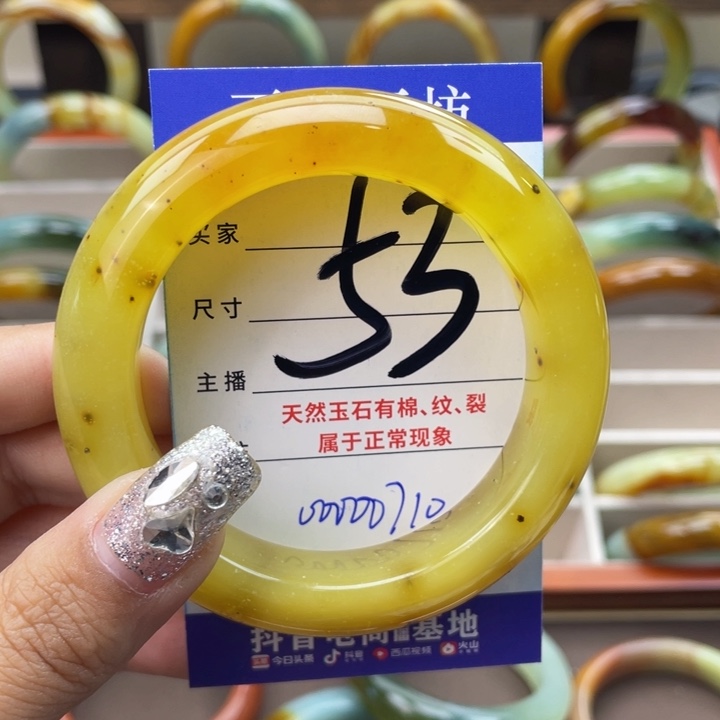 买家
53
尺寸
主播
天然玉石有棉、纹、裂
属于正常现象
00000710
抖音电商 基地
今日头条 抖音 西瓜视频 火山